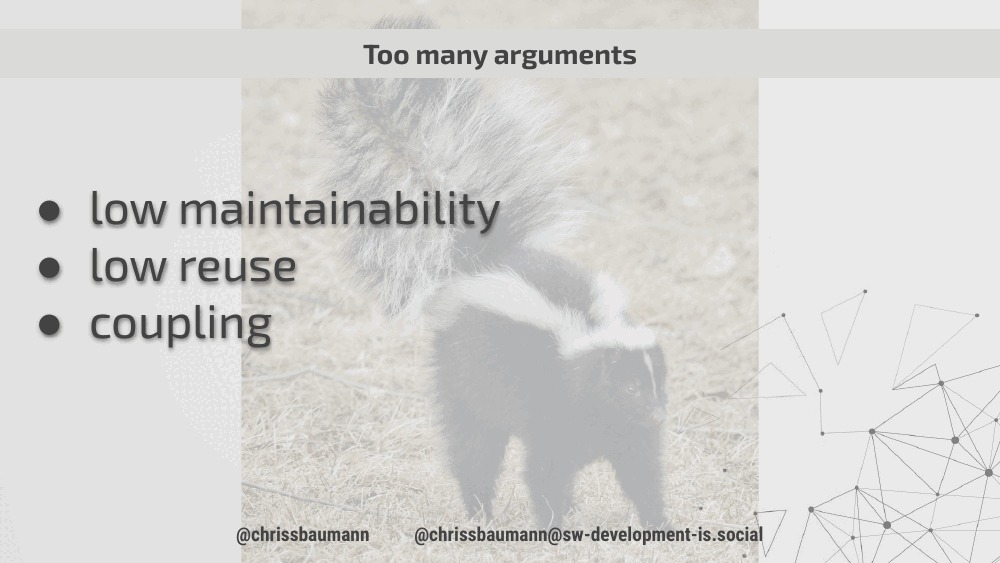 Too many arguments
● low maintainability
● low reuse
● coupling
@chrissbaumann @chrissbaumann@sw-development-is.social